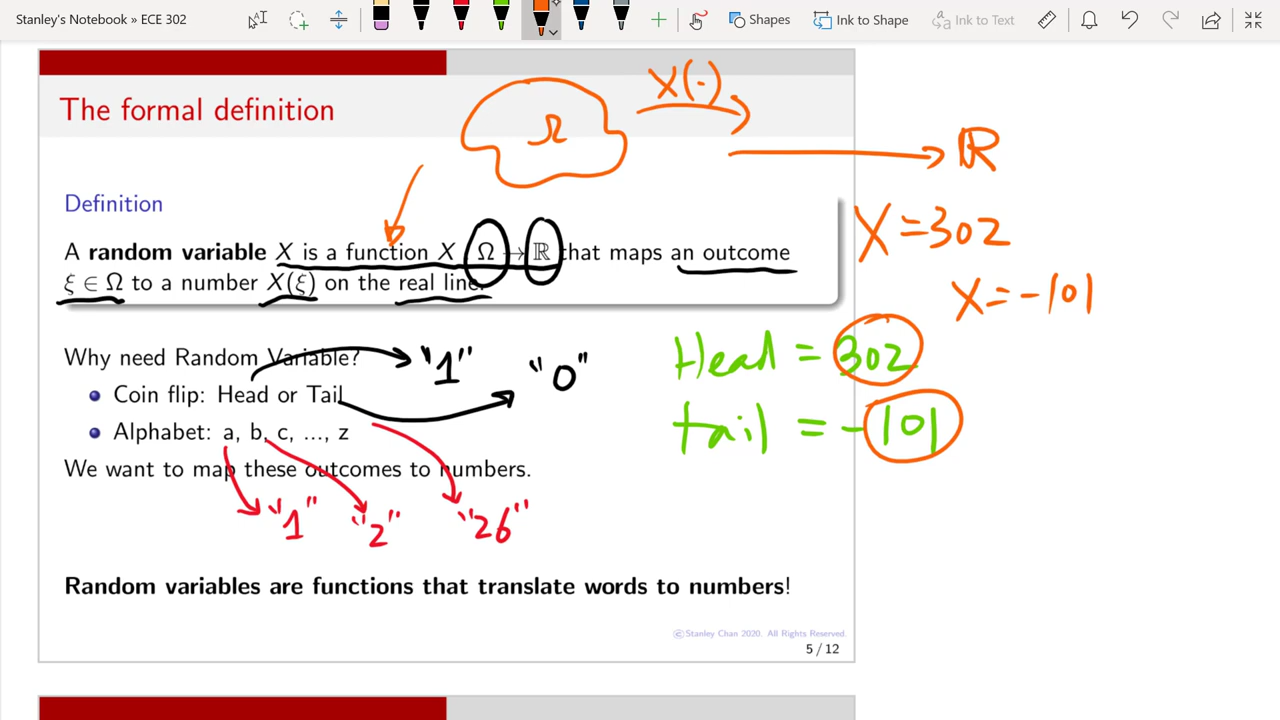 Stanley's Notebook » ECE 302
Shapes
Ink to Shape
Ink to Text
The formal definition
Ω
X(·)
ℝ
Definition
A random variable X is a function X : Ω → ℝ that maps an outcome
ξ ∈ Ω to a number X(ξ) on the real line.
X = 302
X = -101
Why need Random Variable?
"1"
"0"
Head = 302
Coin flip: Head or Tail
tail = -101
Alphabet: a, b, c, ..., z
We want to map these outcomes to numbers.
"1" "2" "26"
Random variables are functions that translate words to numbers!
©Stanley Chan 2020. All Rights Reserved.
5 / 12